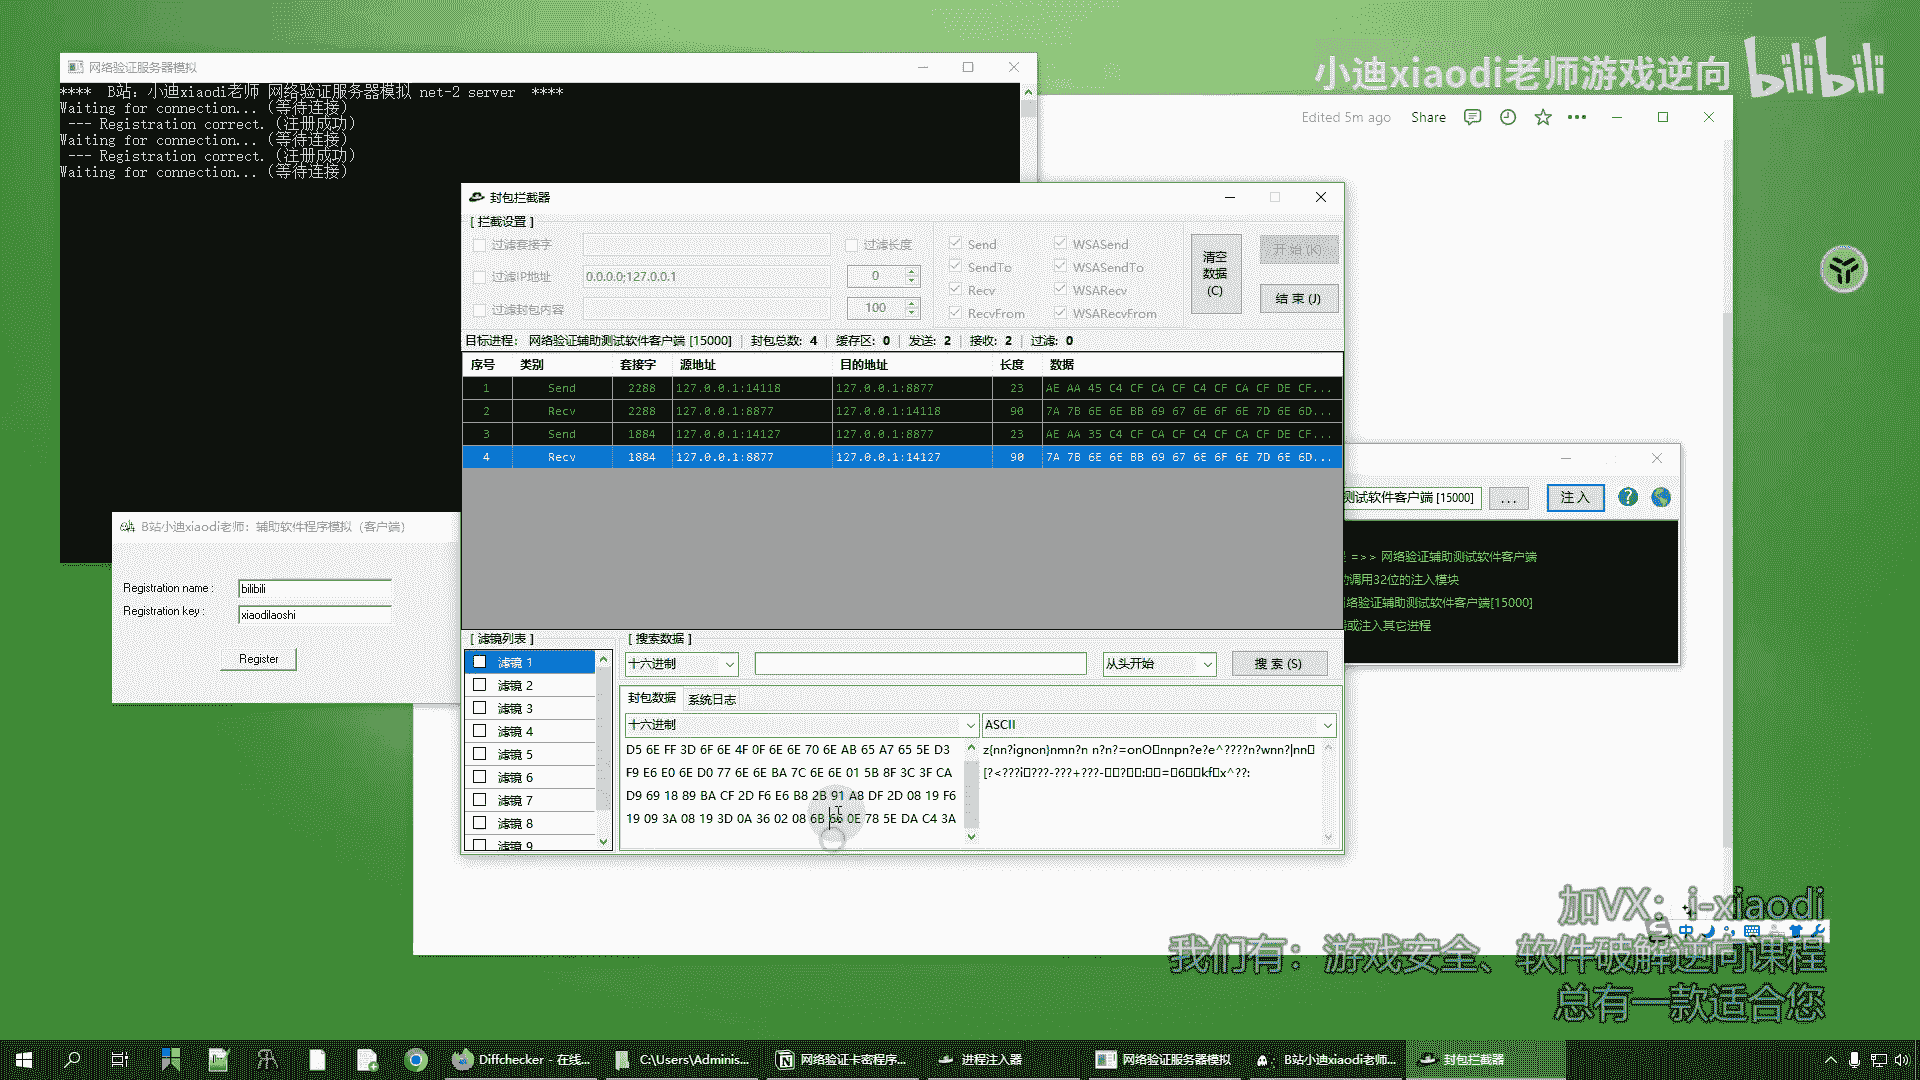 小迪xiaodi老师游戏逆向 bilibili
网络验证服务器模拟
**** B站：小迪xiaodi老师 网络验证服务器模拟 net-2 server ****
Waiting for connection...（等待连接）
--- Registration correct.（注册成功）
Waiting for connection...（等待连接）
--- Registration correct.（注册成功）
Waiting for connection...（等待连接）
Edited 5m ago Share
封包拦截器
[ 拦截设置 ]
过滤套接字 过滤长度 Send WSASend
过滤IP地址 0.0.0.0;127.0.0.1 0 SendTo WSASendTo
过滤封包内容 100 Recv WSARecv
RecvFrom WSARecvFrom
清空
数据
(C)
开 始 (K)
结 束 (J)
目标进程： 网络验证辅助测试软件客户端 [15000] | 封包总数: 4 | 缓存区: 0 | 发送: 2 | 接收: 2 | 过滤: 0
序号 类别 套接字 源地址 目的地址 长度 数据
1 Send 2288 127.0.0.1:14118 127.0.0.1:8877 23 AE AA 45 C4 CF CA CF C4 CF CA CF DE CF...
2 Recv 2288 127.0.0.1:8877 127.0.0.1:14118 90 7A 7B 6E 6E BB 69 67 6E 6F 6E 7D 6E 6D...
3 Send 1884 127.0.0.1:14127 127.0.0.1:8877 23 AE AA 35 C4 CF CA CF C4 CF CA CF DE CF...
4 Recv 1884 127.0.0.1:8877 127.0.0.1:14127 90 7A 7B 6E 6E BB 69 67 6E 6F 6E 7D 6E 6D...
测试软件客户端 [15000] ... 注 入
=>> 网络验证辅助测试软件客户端
调用32位的注入模块
络验证辅助测试软件客户端[15000]
或注入其它进程
B站小迪xiaodi老师：辅助软件程序模拟（客户端）
Registration name : bilibili
Registration key : xiaodilaoshi
Register
[ 滤镜列表 ]
滤镜 1
滤镜 2
滤镜 3
滤镜 4
滤镜 5
滤镜 6
滤镜 7
滤镜 8
滤镜 9
[ 搜索数据 ]
十六进制 从头开始 搜 索 (S)
封包数据 系统日志
十六进制 ASCII
D5 6E FF 3D 6F 6E 4F 0F 6E 6E 70 6E AB 65 A7 65 5E D3
F9 E6 E0 6E D0 77 6E 6E BA 7C 6E 6E 01 5B 8F 3C 3F CA
D9 69 18 89 BA CF 2D F6 E6 B8 2B 91 A8 DF 2D 08 19 F6
19 09 3A 08 19 3D 0A 36 02 08 6B 66 0E 78 5E DA C4 3A
z{nn?ignon}nmn?n n?n?=onO□nnpn?e?e^????n?wnn?|nn□
[?<???i□???-???+???-□□?□□:□□=□6□□kf□x^??:
加VX：i-xiaodi
中
我们有：游戏安全、软件破解逆向课程
总有一款适合您
Diffchecker - 在线... C:\Users\Adminis... 网络验证卡密程序... 进程注入器 网络验证服务器模拟 B站小迪xiaodi老师... 封包拦截器